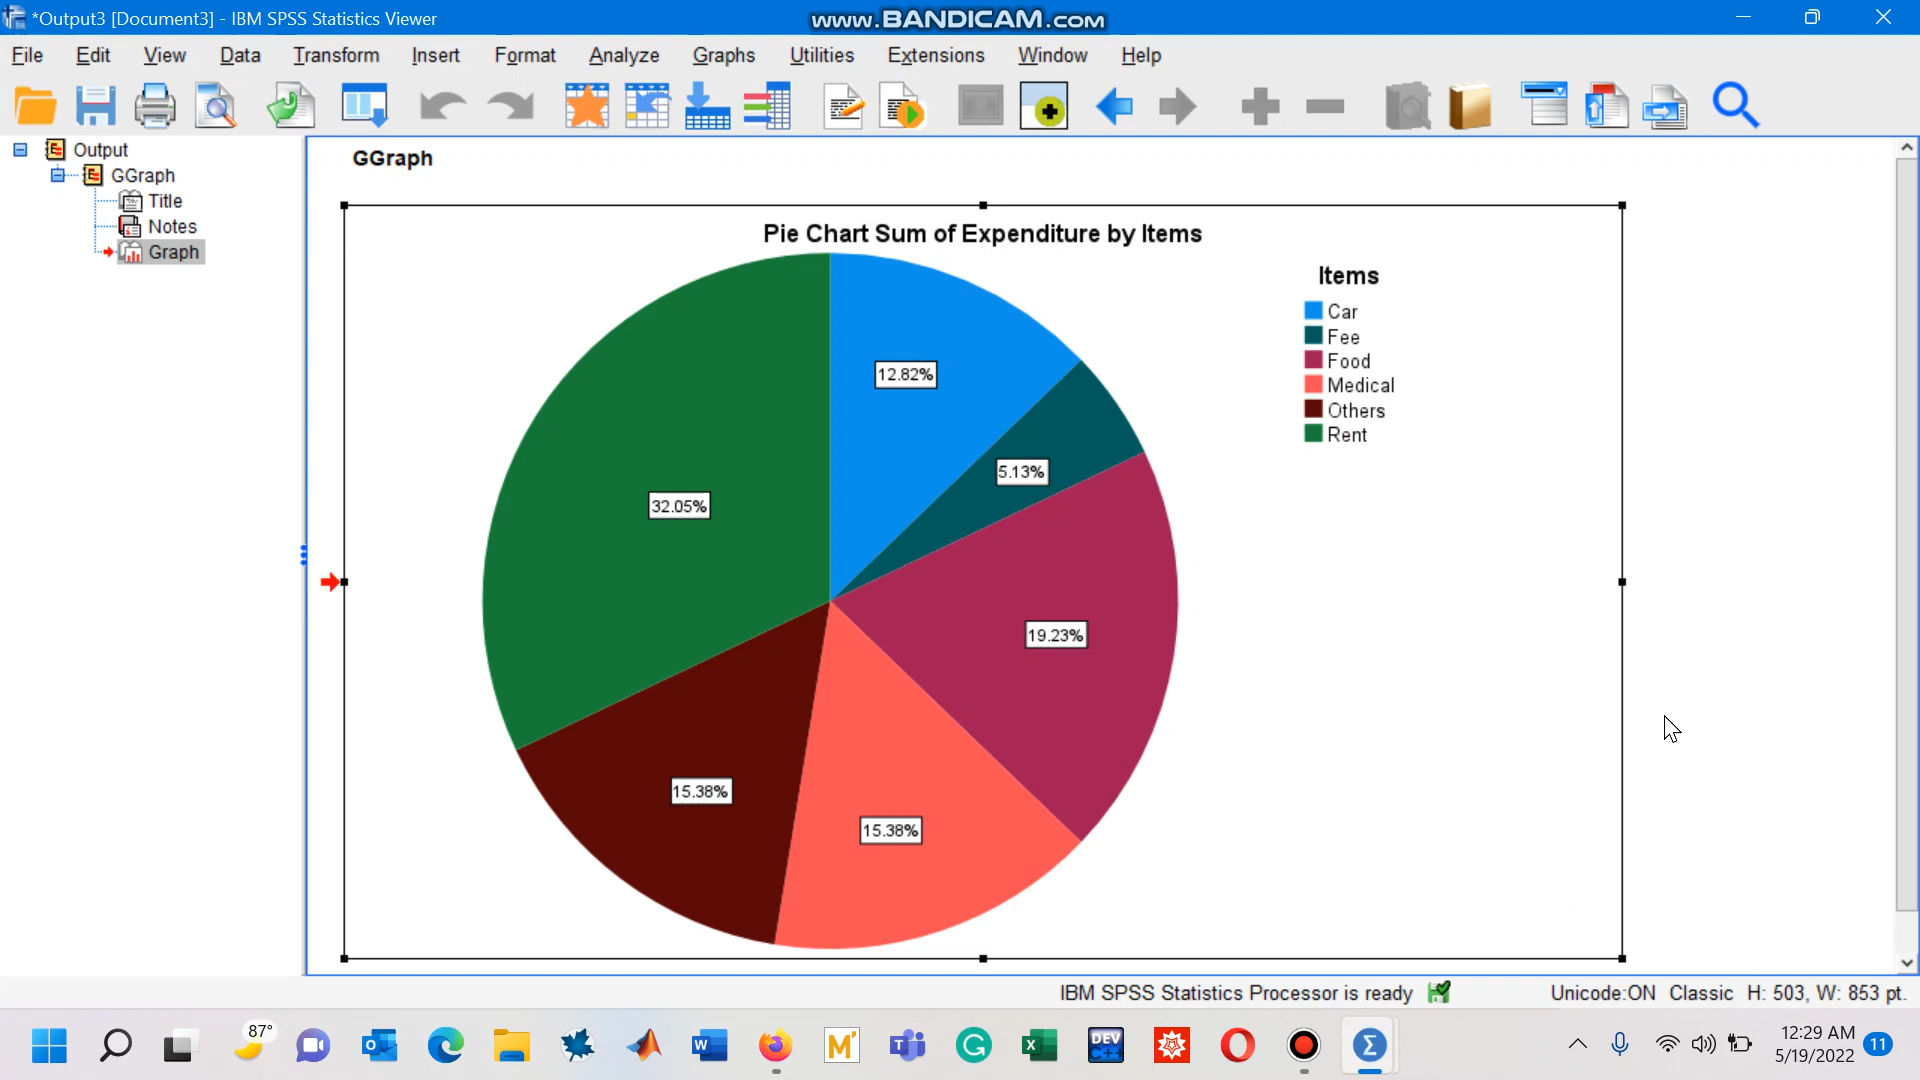 *Output3 [Document3] - IBM SPSS Statistics Viewer
www.BANDICAM.com
File Edit View Data Transform Insert Format Analyze Graphs Utilities Extensions Window Help
Output
GGraph
Title
Notes
Graph
GGraph
Pie Chart Sum of Expenditure by Items
Items
Car
Fee
Food
Medical
Others
Rent
12.82%
5.13%
32.05%
19.23%
15.38%
15.38%
IBM SPSS Statistics Processor is ready
Unicode:ON Classic H: 503, W: 853 pt.
87°
DEV
C++
12:29 AM
5/19/2022
11